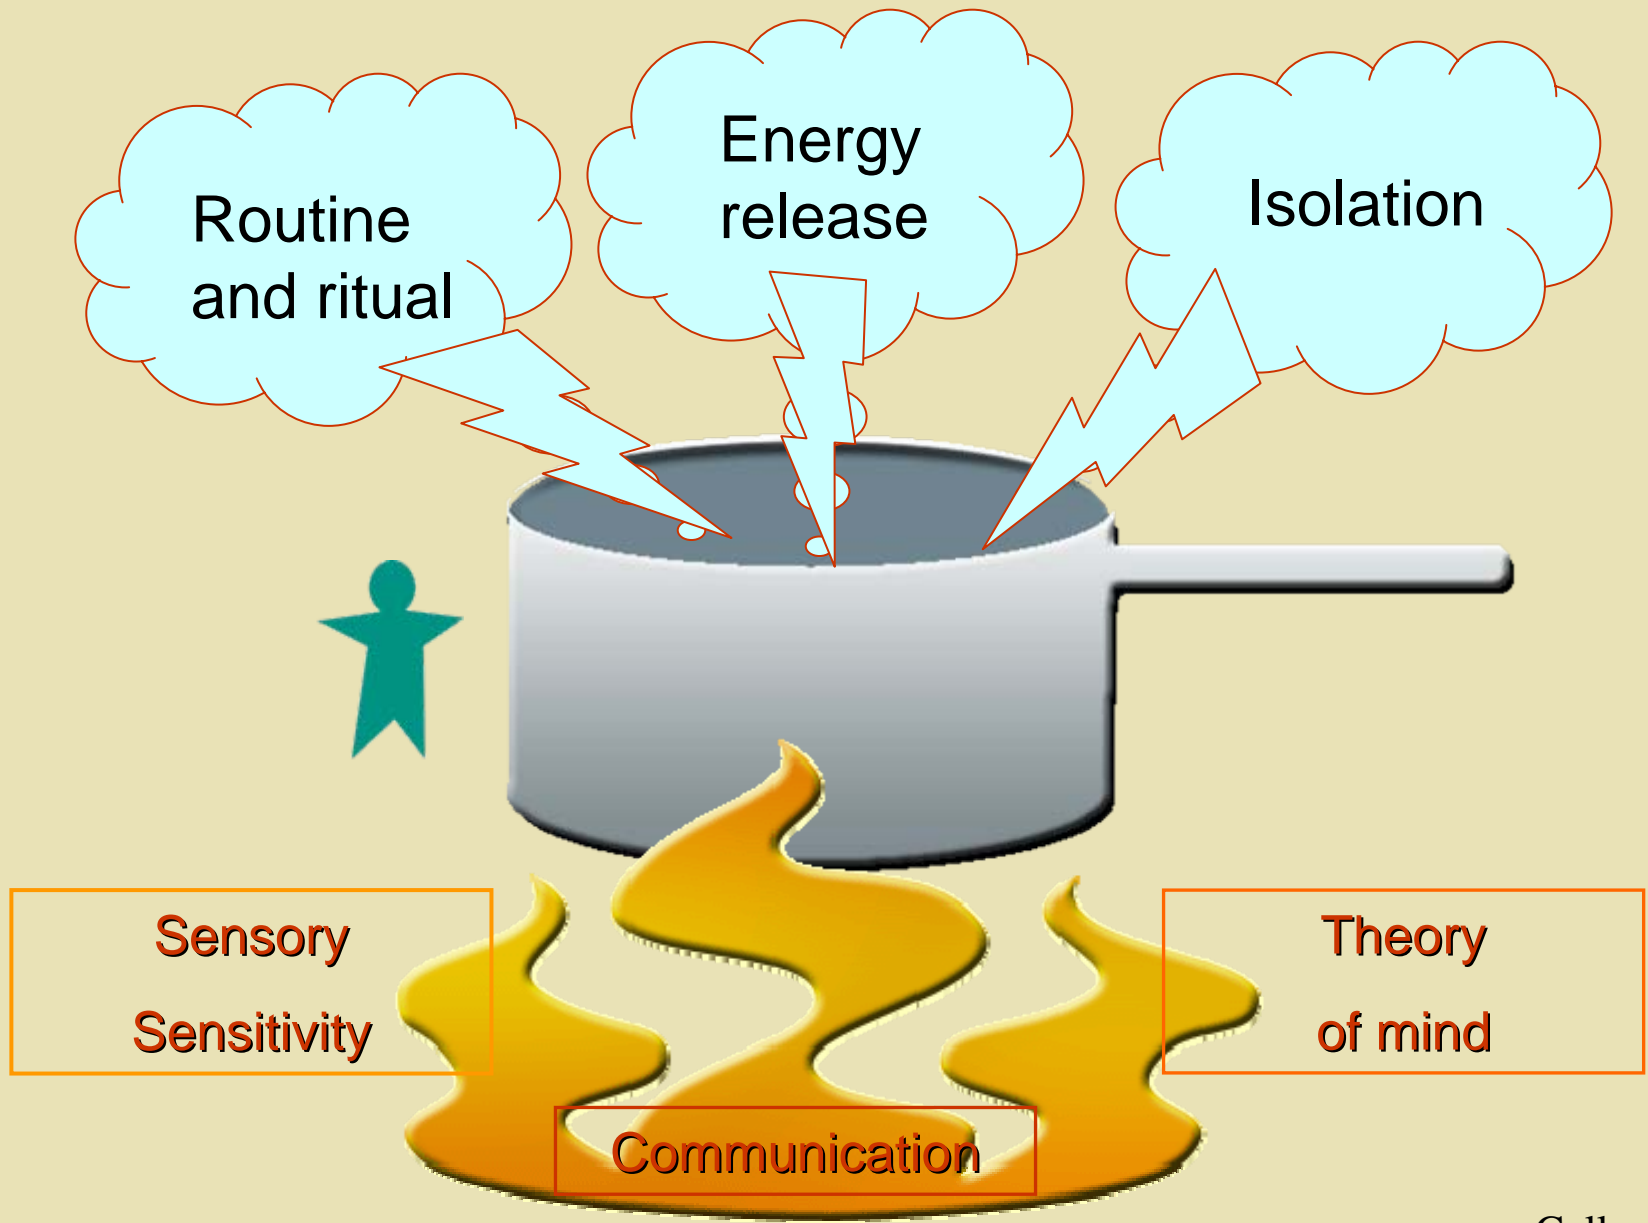 Energy
release
Routine
and ritual
Isolation
Sensory
Sensitivity
Theory
of mind
Communication